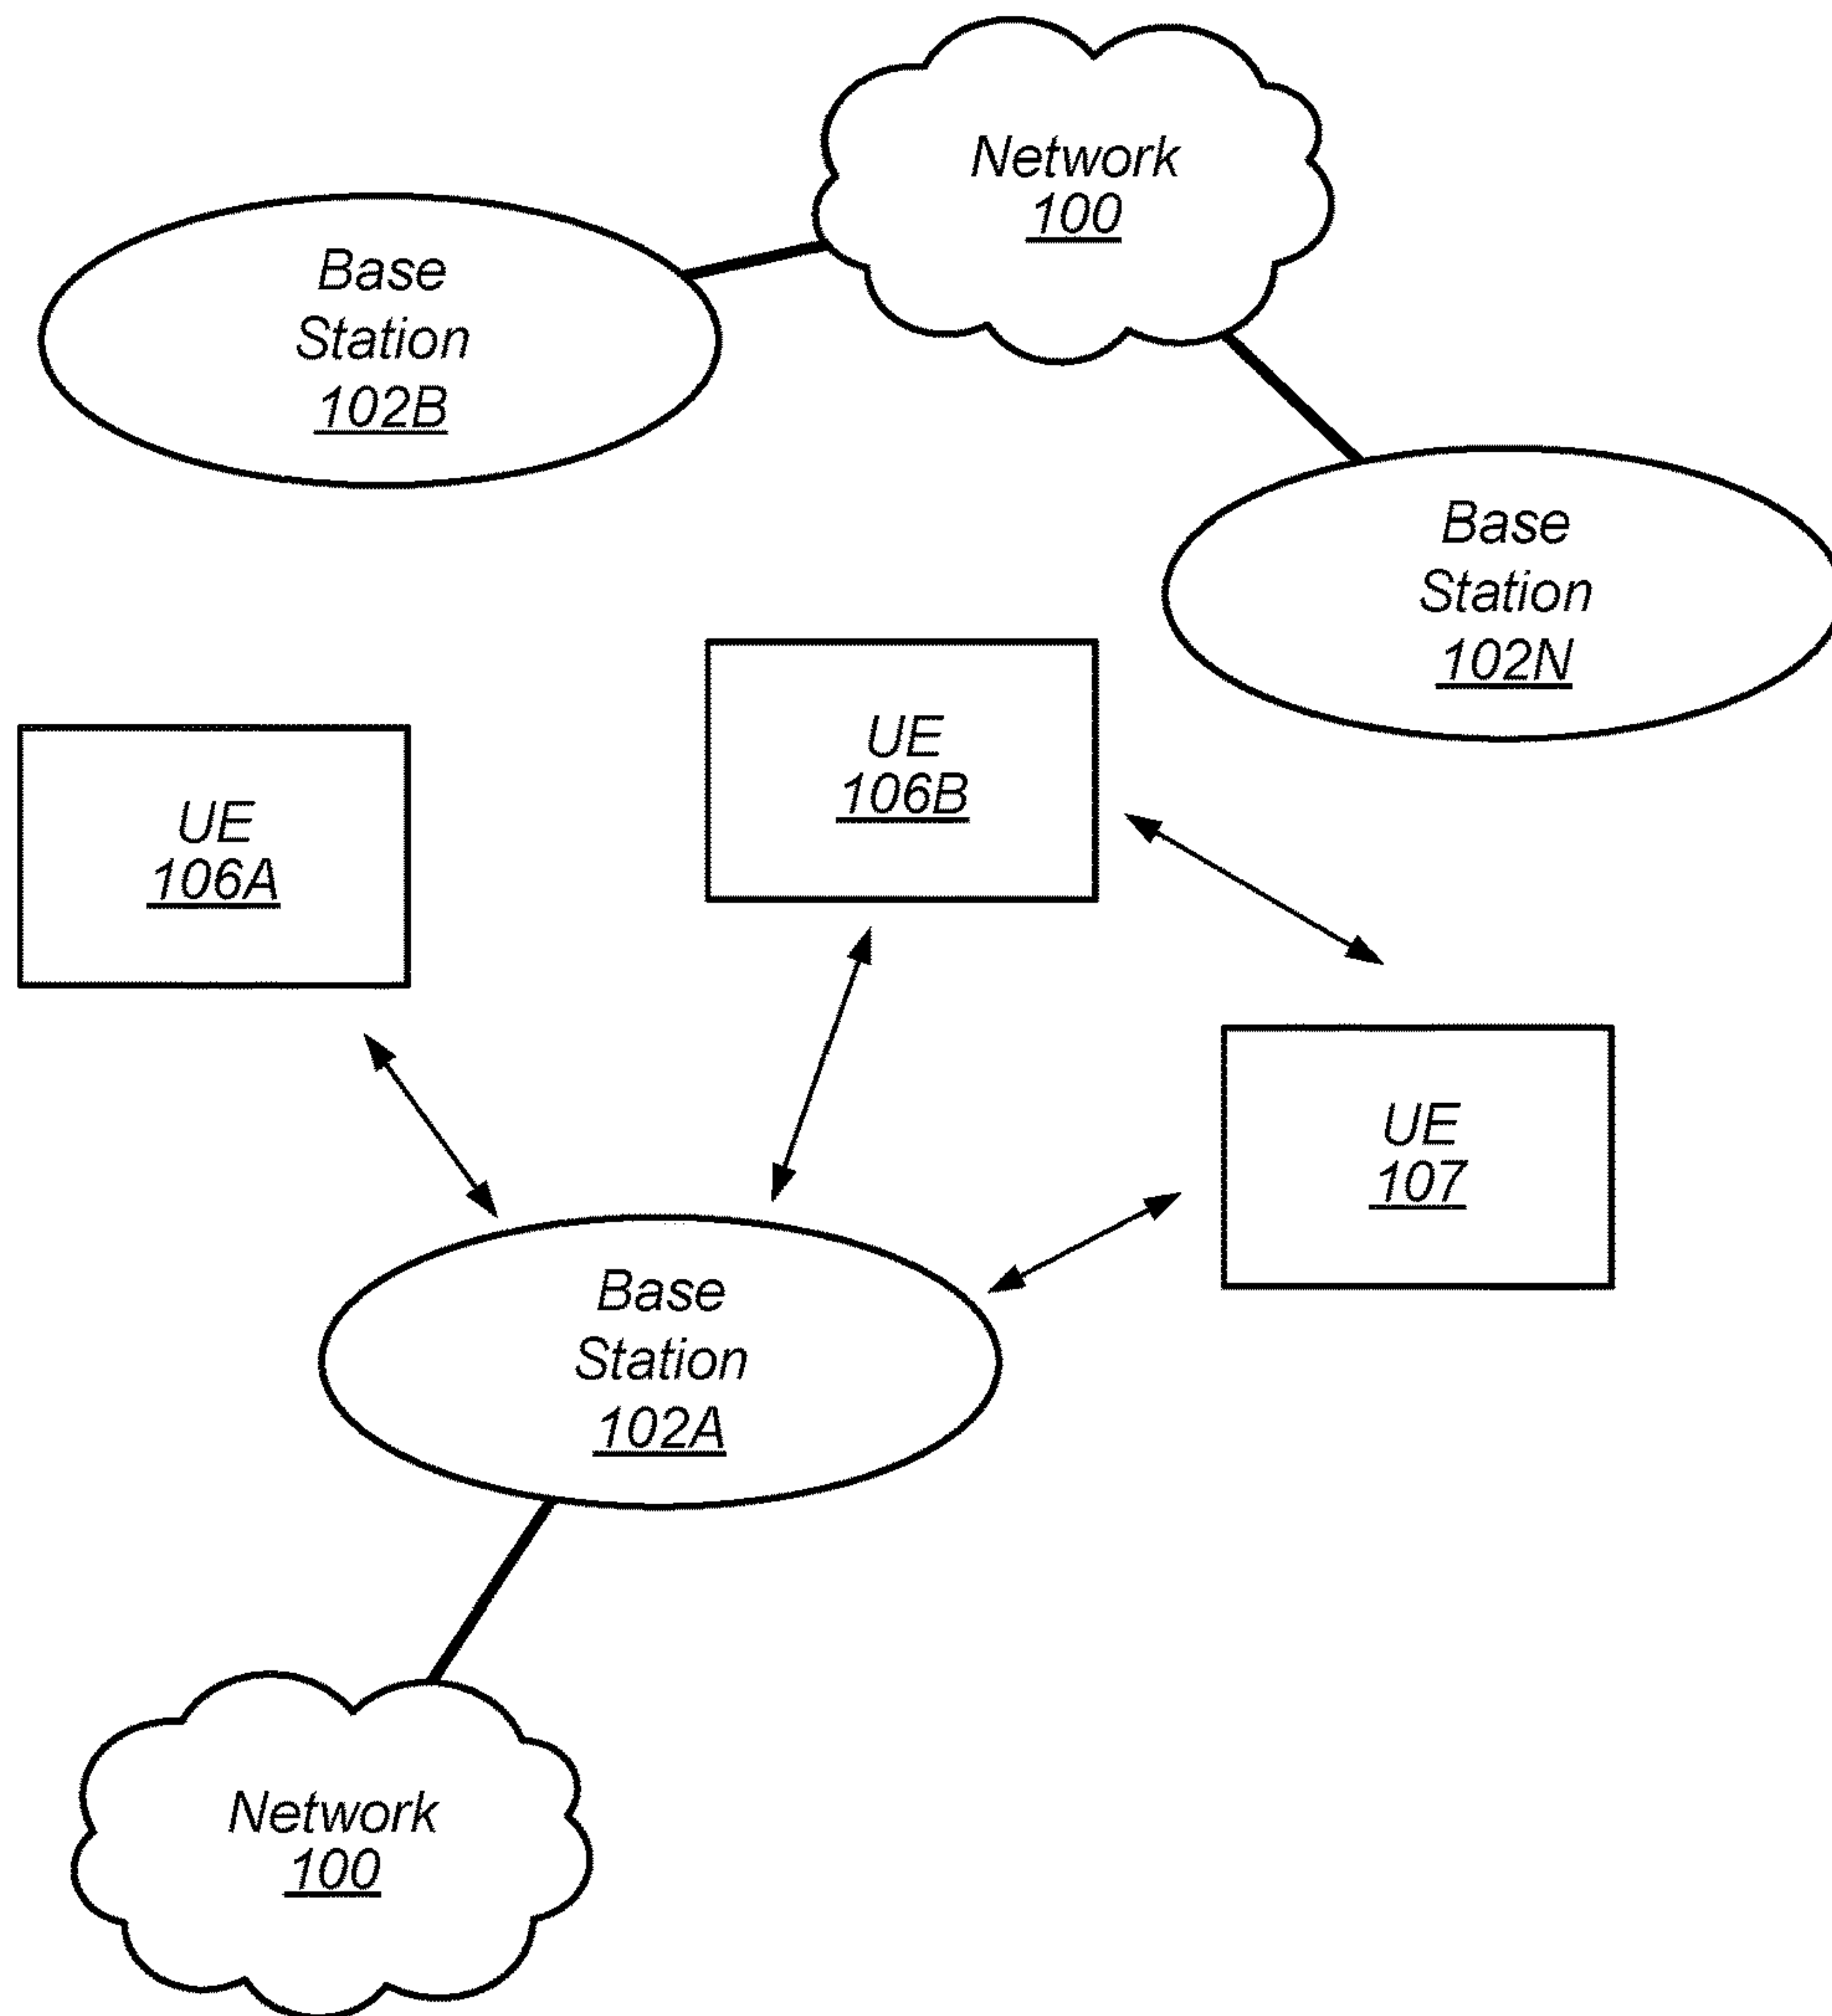 Network
100
Base
Station
102B
Base
Station
102N
UE
106B
UE
106A
UE
107
Base
Station
102A
Network
100